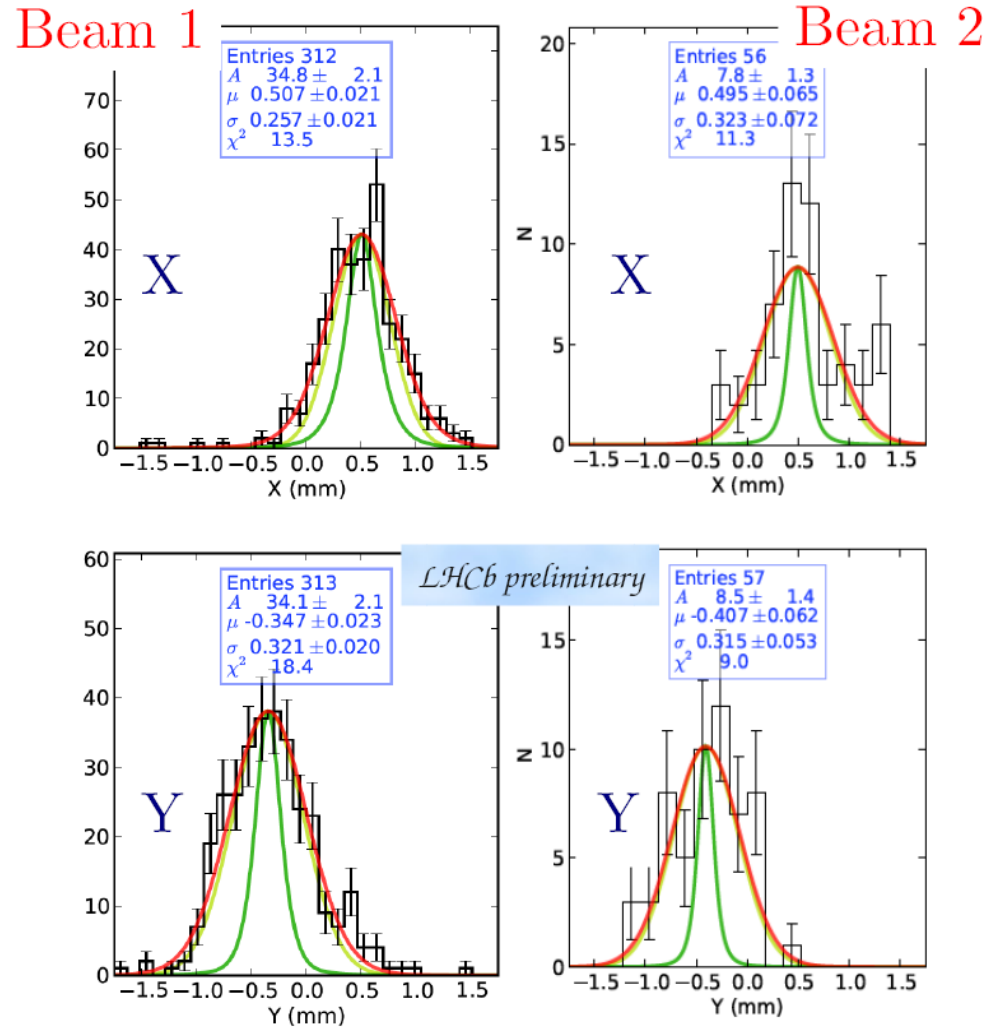 Beam 1
Beam 2
Entries 312
A 34.8 ± 2.1
μ 0.507 ±0.021
σ 0.257 ±0.021
χ² 13.5
70
60
50
40
30
20
10
0
X
−1.5 −1.0 −0.5 0.0 0.5 1.0 1.5
X (mm)
Entries 56
A 7.8 ± 1.3
μ 0.495 ±0.065
σ 0.323 ±0.072
χ² 11.3
20
15
10
5
0
N
X
−1.5 −1.0 −0.5 0.0 0.5 1.0 1.5
X (mm)
LHCb preliminary
Entries 313
A 34.1 ± 2.1
μ -0.347 ±0.023
σ 0.321 ±0.020
χ² 18.4
60
50
40
30
20
10
0
Y
−1.5 −1.0 −0.5 0.0 0.5 1.0 1.5
Y (mm)
Entries 57
A 8.5 ± 1.4
μ -0.407 ±0.062
σ 0.315 ±0.053
χ² 9.0
15
10
5
0
N
Y
−1.5 −1.0 −0.5 0.0 0.5 1.0 1.5
Y (mm)